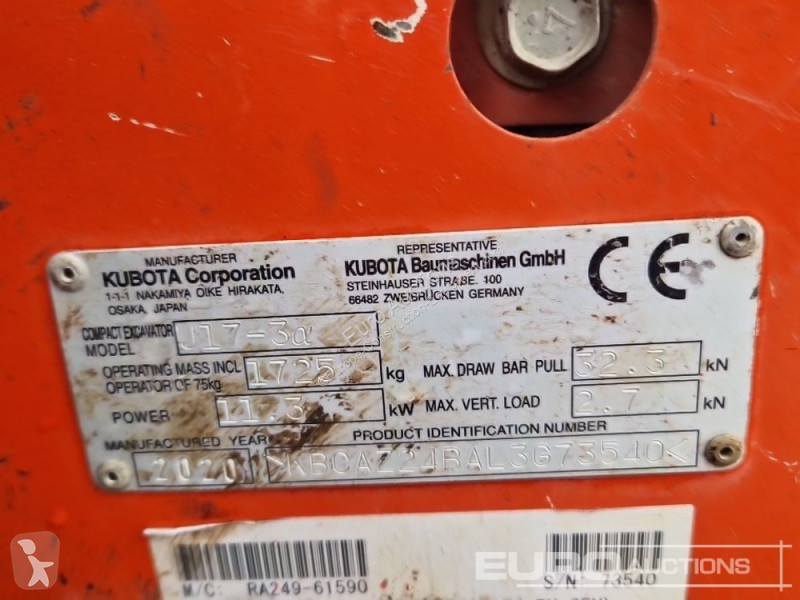 4
MANUFACTURER
KUBOTA Corporation
1-1-1 NAKAMIYA OIKE HIRAKATA,
OSAKA, JAPAN
REPRESENTATIVE
KUBOTA Baumaschinen GmbH
STEINHAUSER STRAßE. 100
66482 ZWEIBRÜCKEN GERMANY
CE
COMPACT EXCAVATOR
MODEL U17-3α
OPERATING MASS INCL
OPERATOR OF 75kg 1725 kg
MAX. DRAW BAR PULL 32.3 kN
POWER 11.3 kW
MAX. VERT. LOAD 2.7 kN
MANUFACTURED YEAR
2020
PRODUCT IDENTIFICATION NUMBER
>KBCAZ24BAL3G73540<
M/C: RA249-61590
S/N: 73540
EUROAUCTIONS